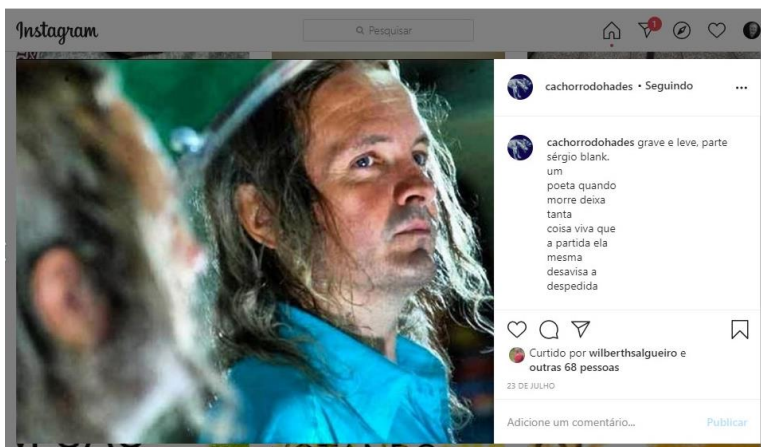 Instagram
Pesquisar
1
cachorrodohades • Seguindo
cachorrodohades grave e leve, parte
sérgio blank.
um
poeta quando
morre deixa
tanta
coisa viva que
a partida ela
mesma
desavisa a
despedida
Curtido por wilberthsalgueiro e
outras 68 pessoas
23 DE JULHO
Adicione um comentário...
Publicar